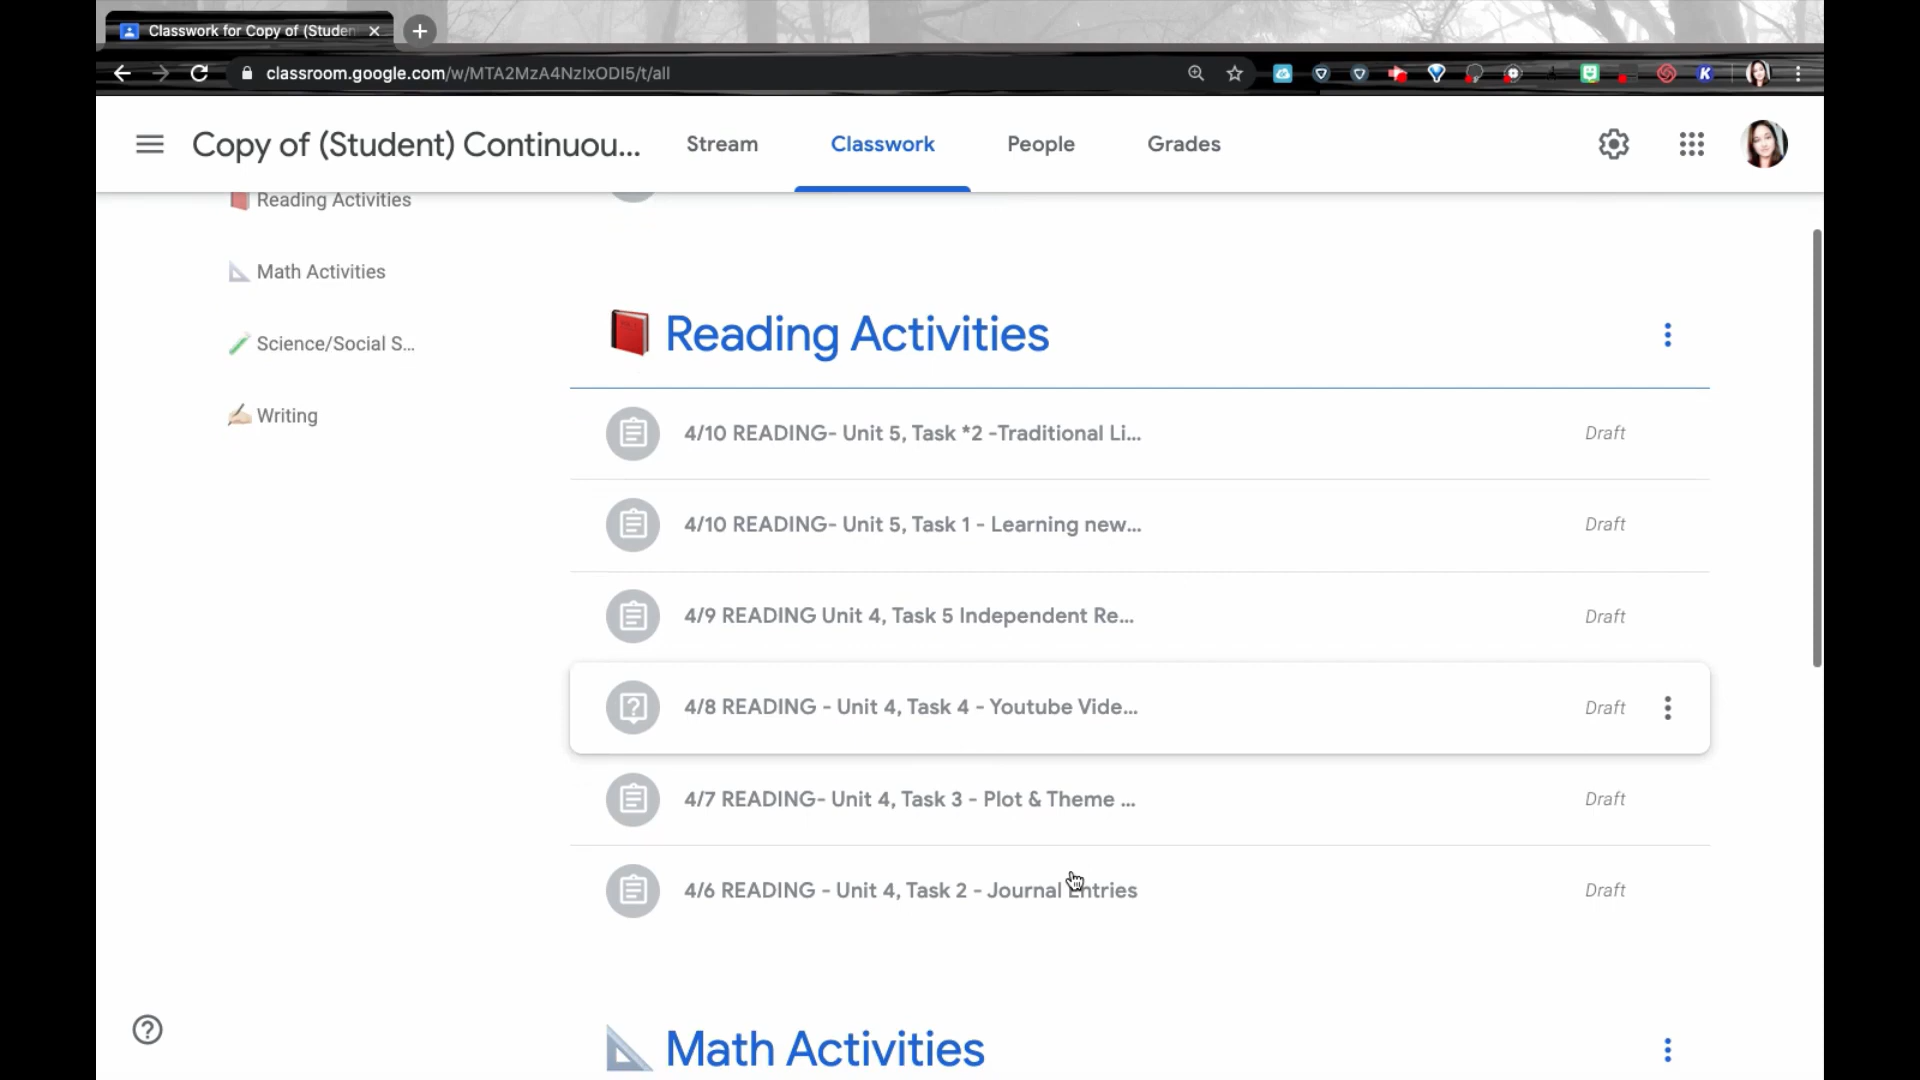 Classwork for Copy of (Studen
classroom.google.com/w/MTA2MzA4NzIxODI5/t/all
Copy of (Student) Continuou...
Stream
Classwork
People
Grades
Reading Activities
Math Activities
Science/Social S...
Writing
Reading Activities
4/10 READING- Unit 5, Task *2 -Traditional Li...
Draft
4/10 READING- Unit 5, Task 1 - Learning new...
Draft
4/9 READING Unit 4, Task 5 Independent Re...
Draft
4/8 READING - Unit 4, Task 4 - Youtube Vide...
Draft
4/7 READING- Unit 4, Task 3 - Plot & Theme ...
Draft
4/6 READING - Unit 4, Task 2 - Journal Entries
Draft
Math Activities